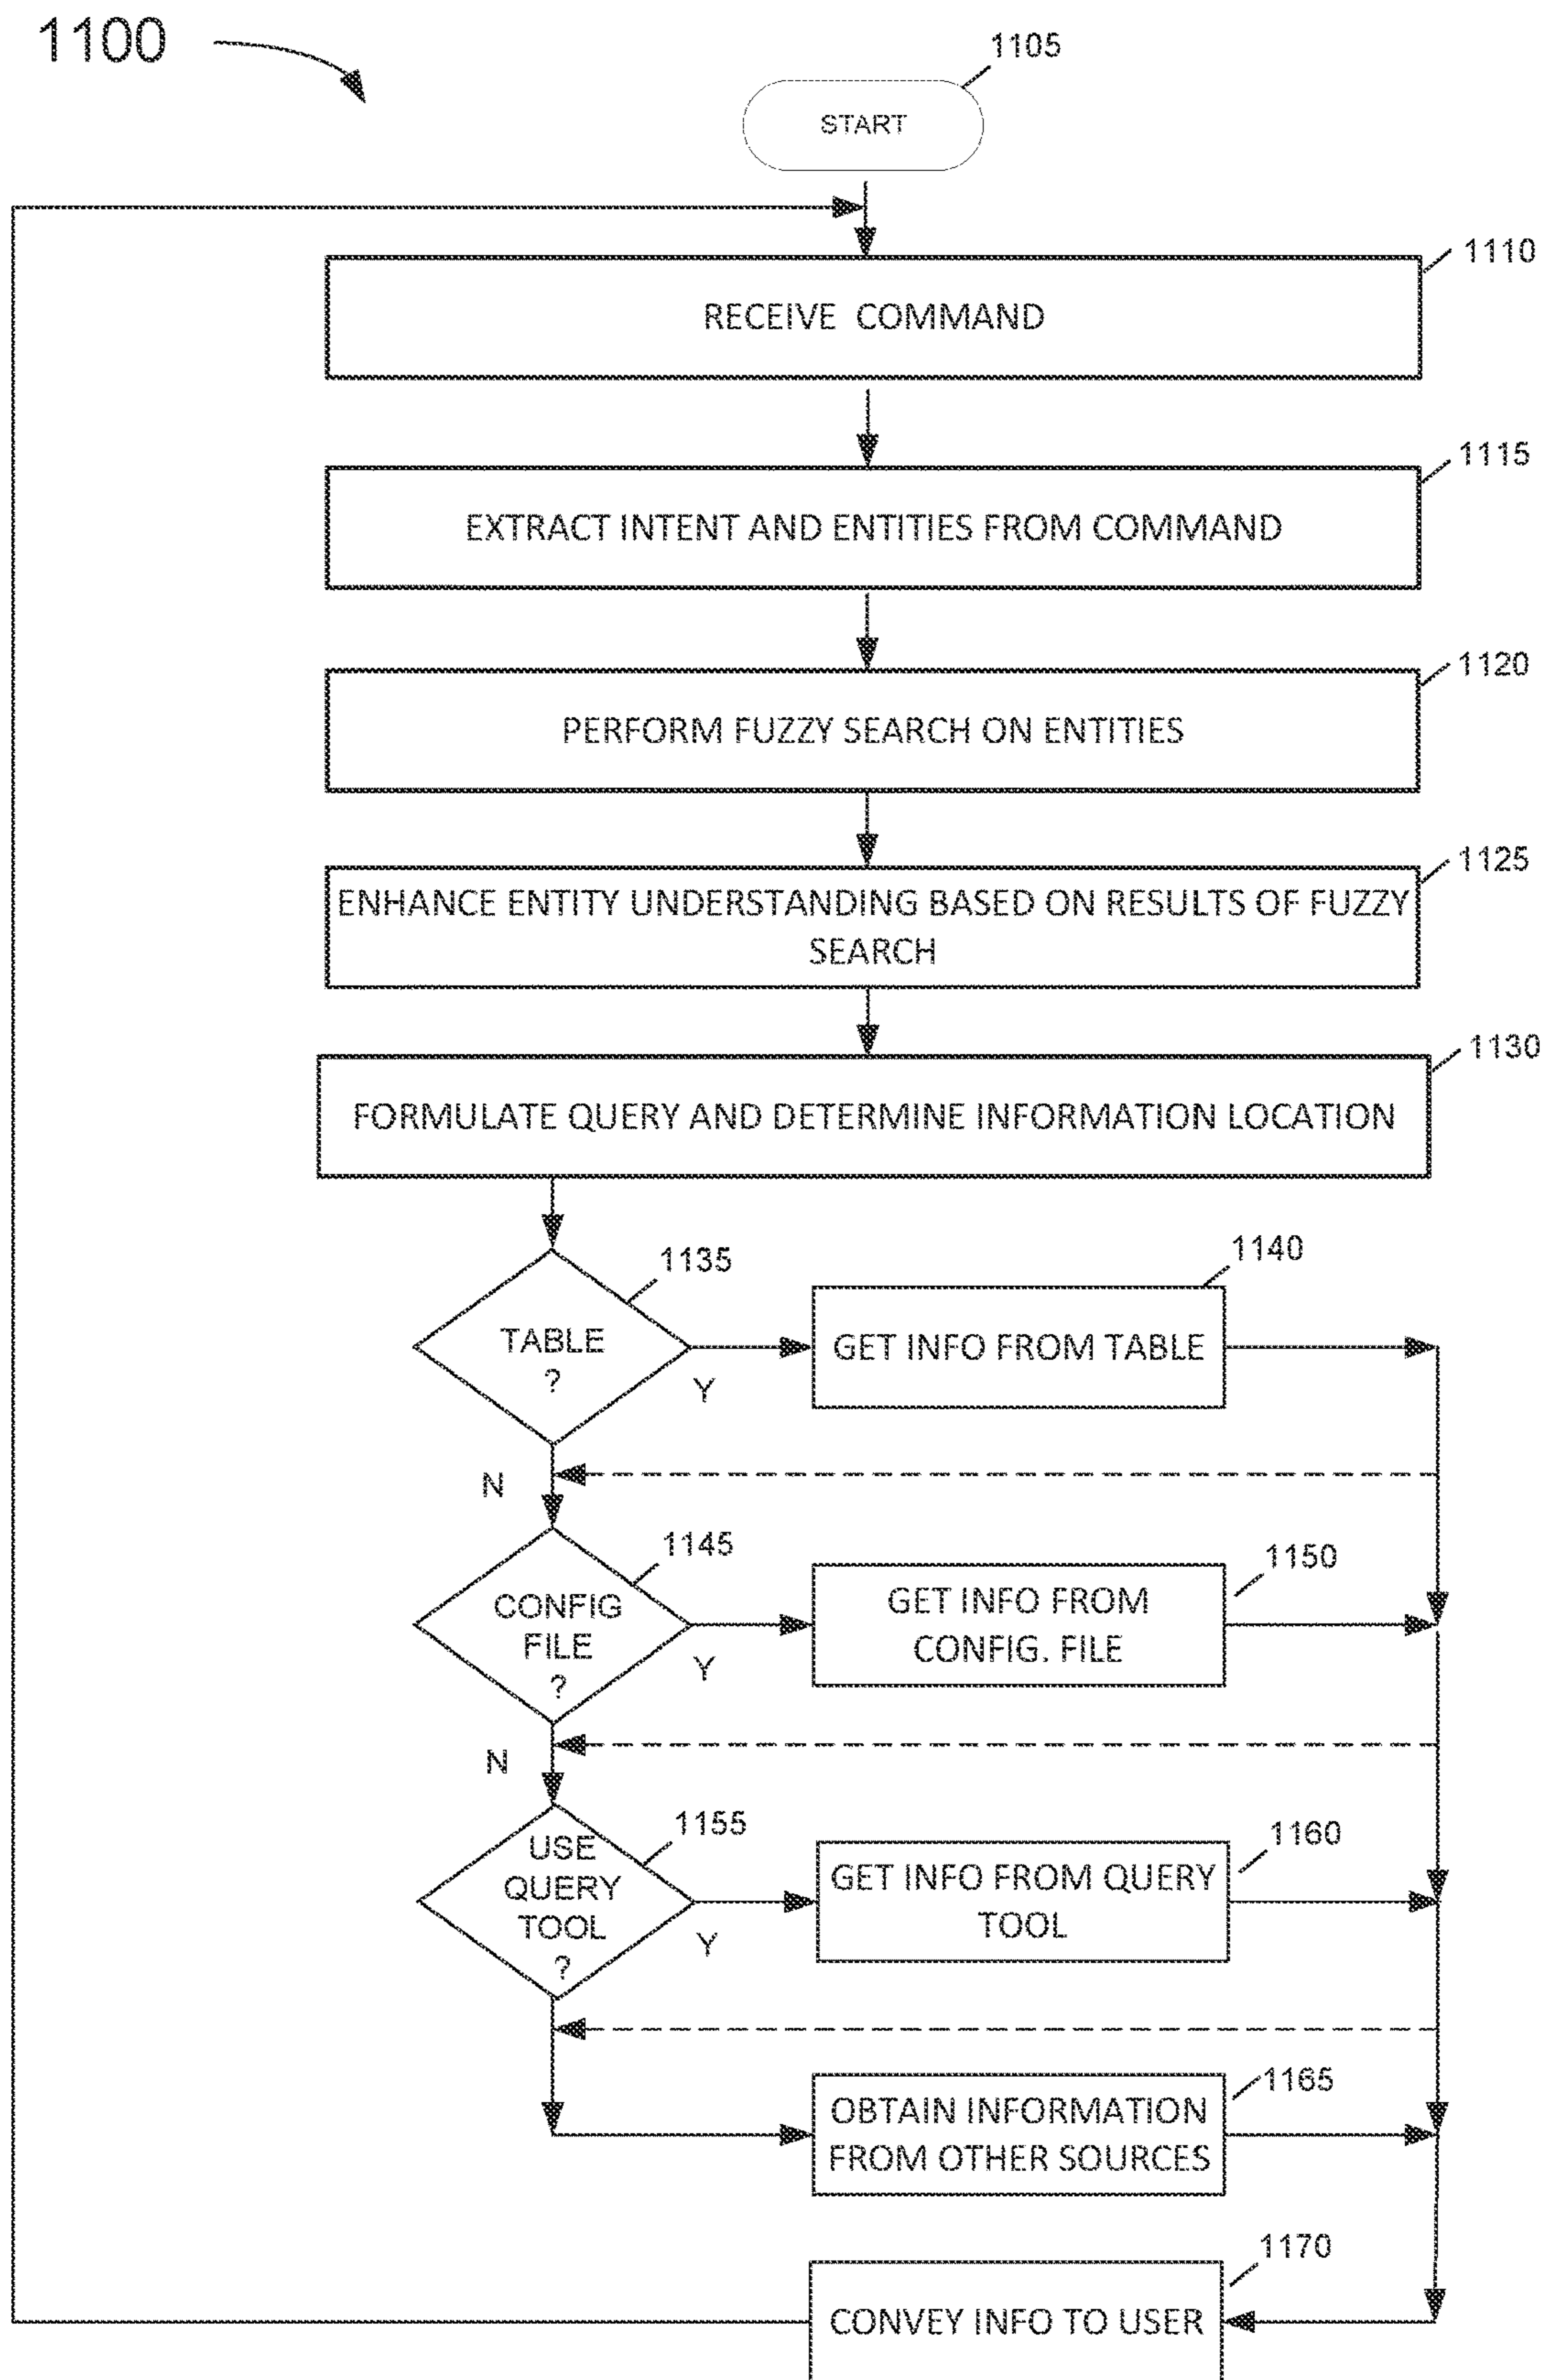 1100
1105
START
1110
RECEIVE COMMAND
1115
EXTRACT INTENT AND ENTITIES FROM COMMAND
1120
PERFORM FUZZY SEARCH ON ENTITIES
1125
ENHANCE ENTITY UNDERSTANDING BASED ON RESULTS OF FUZZY
SEARCH
1130
FORMULATE QUERY AND DETERMINE INFORMATION LOCATION
1135
TABLE
?
Y
N
1140
GET INFO FROM TABLE
1145
CONFIG
FILE
?
Y
N
1150
GET INFO FROM
CONFIG. FILE
1155
USE
QUERY
TOOL
?
Y
1160
GET INFO FROM QUERY
TOOL
1165
OBTAIN INFORMATION
FROM OTHER SOURCES
1170
CONVEY INFO TO USER